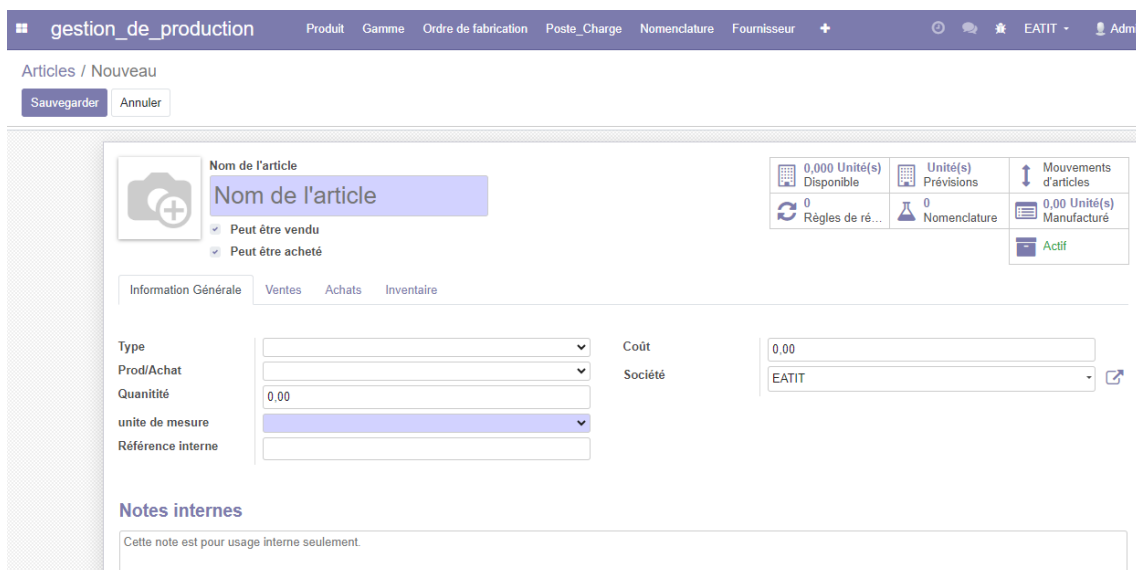 gestion_de_production Produit Gamme Ordre de fabrication Poste_Charge Nomenclature Fournisseur EATIT Admi
Articles / Nouveau
Sauvegarder Annuler
Nom de l'article
Nom de l'article
Peut être vendu
Peut être acheté
0,000 Unité(s)
Disponible
Unité(s)
Prévisions
Mouvements
d'articles
0
Règles de ré...
0
Nomenclature
0,00 Unité(s)
Manufacturé
Actif
Information Générale Ventes Achats Inventaire
Type
Prod/Achat
Quanitité 0,00
unite de mesure
Référence interne
Coût 0,00
Société EATIT
Notes internes
Cette note est pour usage interne seulement.